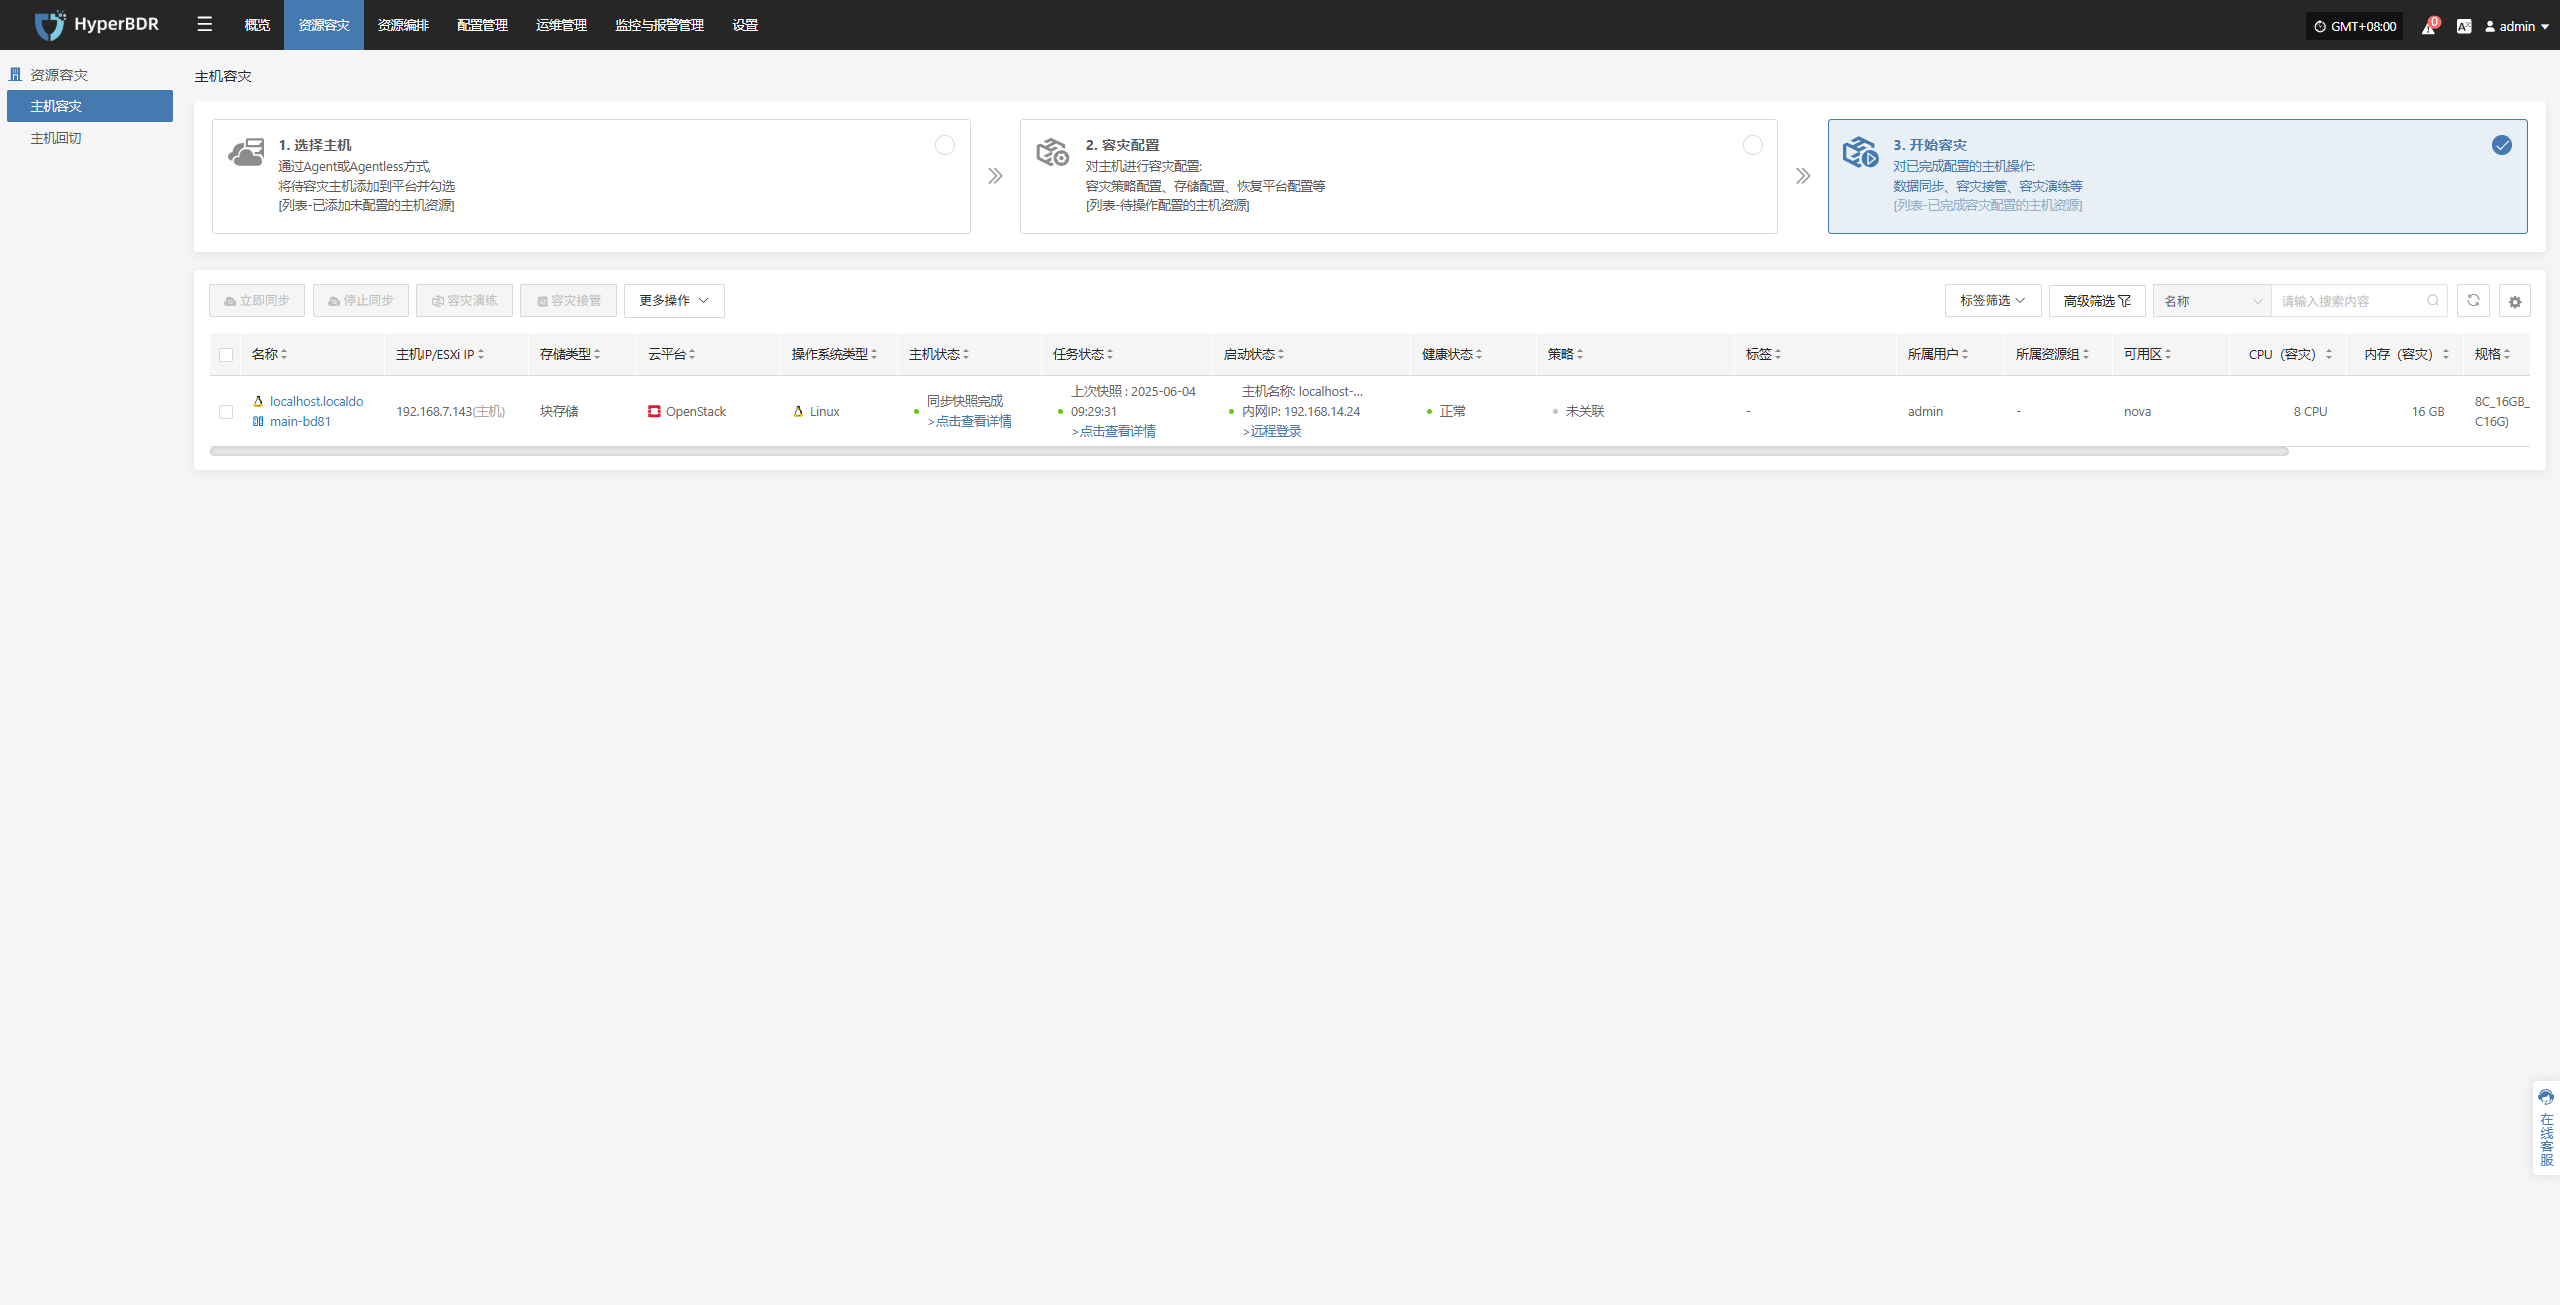 HyperBDR
概览
资源容灾
资源编排
配置管理
运维管理
监控与报警管理
设置
GMT+08:00
0
admin
资源容灾
主机容灾
主机回切
主机容灾
1. 选择主机
通过Agent或Agentless方式,
将待容灾主机添加到平台并勾选
[列表-已添加未配置的主机资源]
2. 容灾配置
对主机进行容灾配置:
容灾策略配置、存储配置、恢复平台配置等
[列表-待操作配置的主机资源]
3. 开始容灾
对已完成配置的主机操作:
数据同步、容灾接管、容灾演练等
[列表-已完成容灾配置的主机资源]
立即同步
停止同步
容灾演练
容灾接管
更多操作
标签筛选
高级筛选
名称
请输入搜索内容
名称
主机IP/ESXi IP
存储类型
云平台
操作系统类型
主机状态
任务状态
启动状态
健康状态
策略
标签
所属用户
所属资源组
可用区
CPU（容灾）
内存（容灾）
规格
localhost.localdo
main-bd81
192.168.7.143(主机)
块存储
OpenStack
Linux
同步快照完成
>点击查看详情
上次快照 : 2025-06-04
09:29:31
>点击查看详情
主机名称: localhost-...
内网IP: 192.168.14.24
>远程登录
正常
未关联
-
admin
-
nova
8 CPU
16 GB
8C_16GB_
C16G)
在线客服